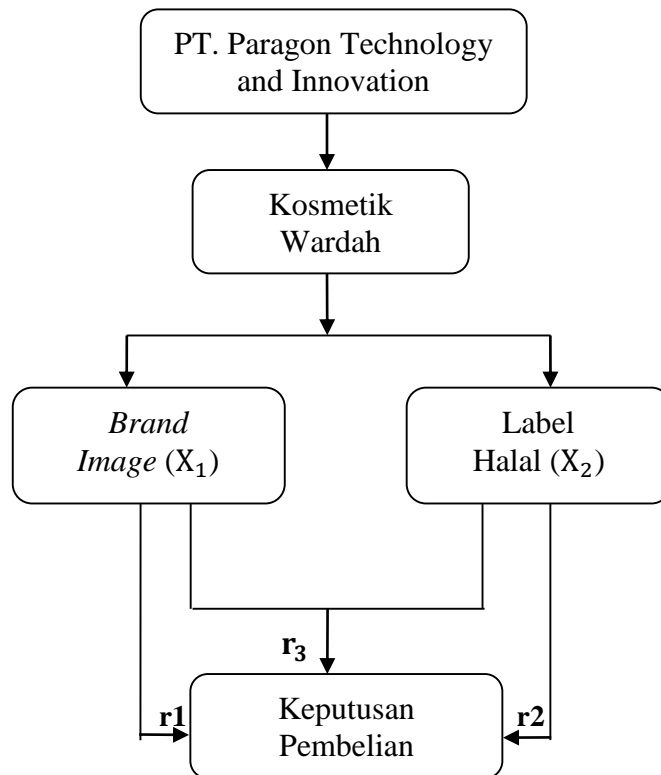 PT. Paragon Technology
and Innovation
Kosmetik
Wardah
Brand
Image (X₁)
Label
Halal (X₂)
r₃
r1
Keputusan
Pembelian
r2